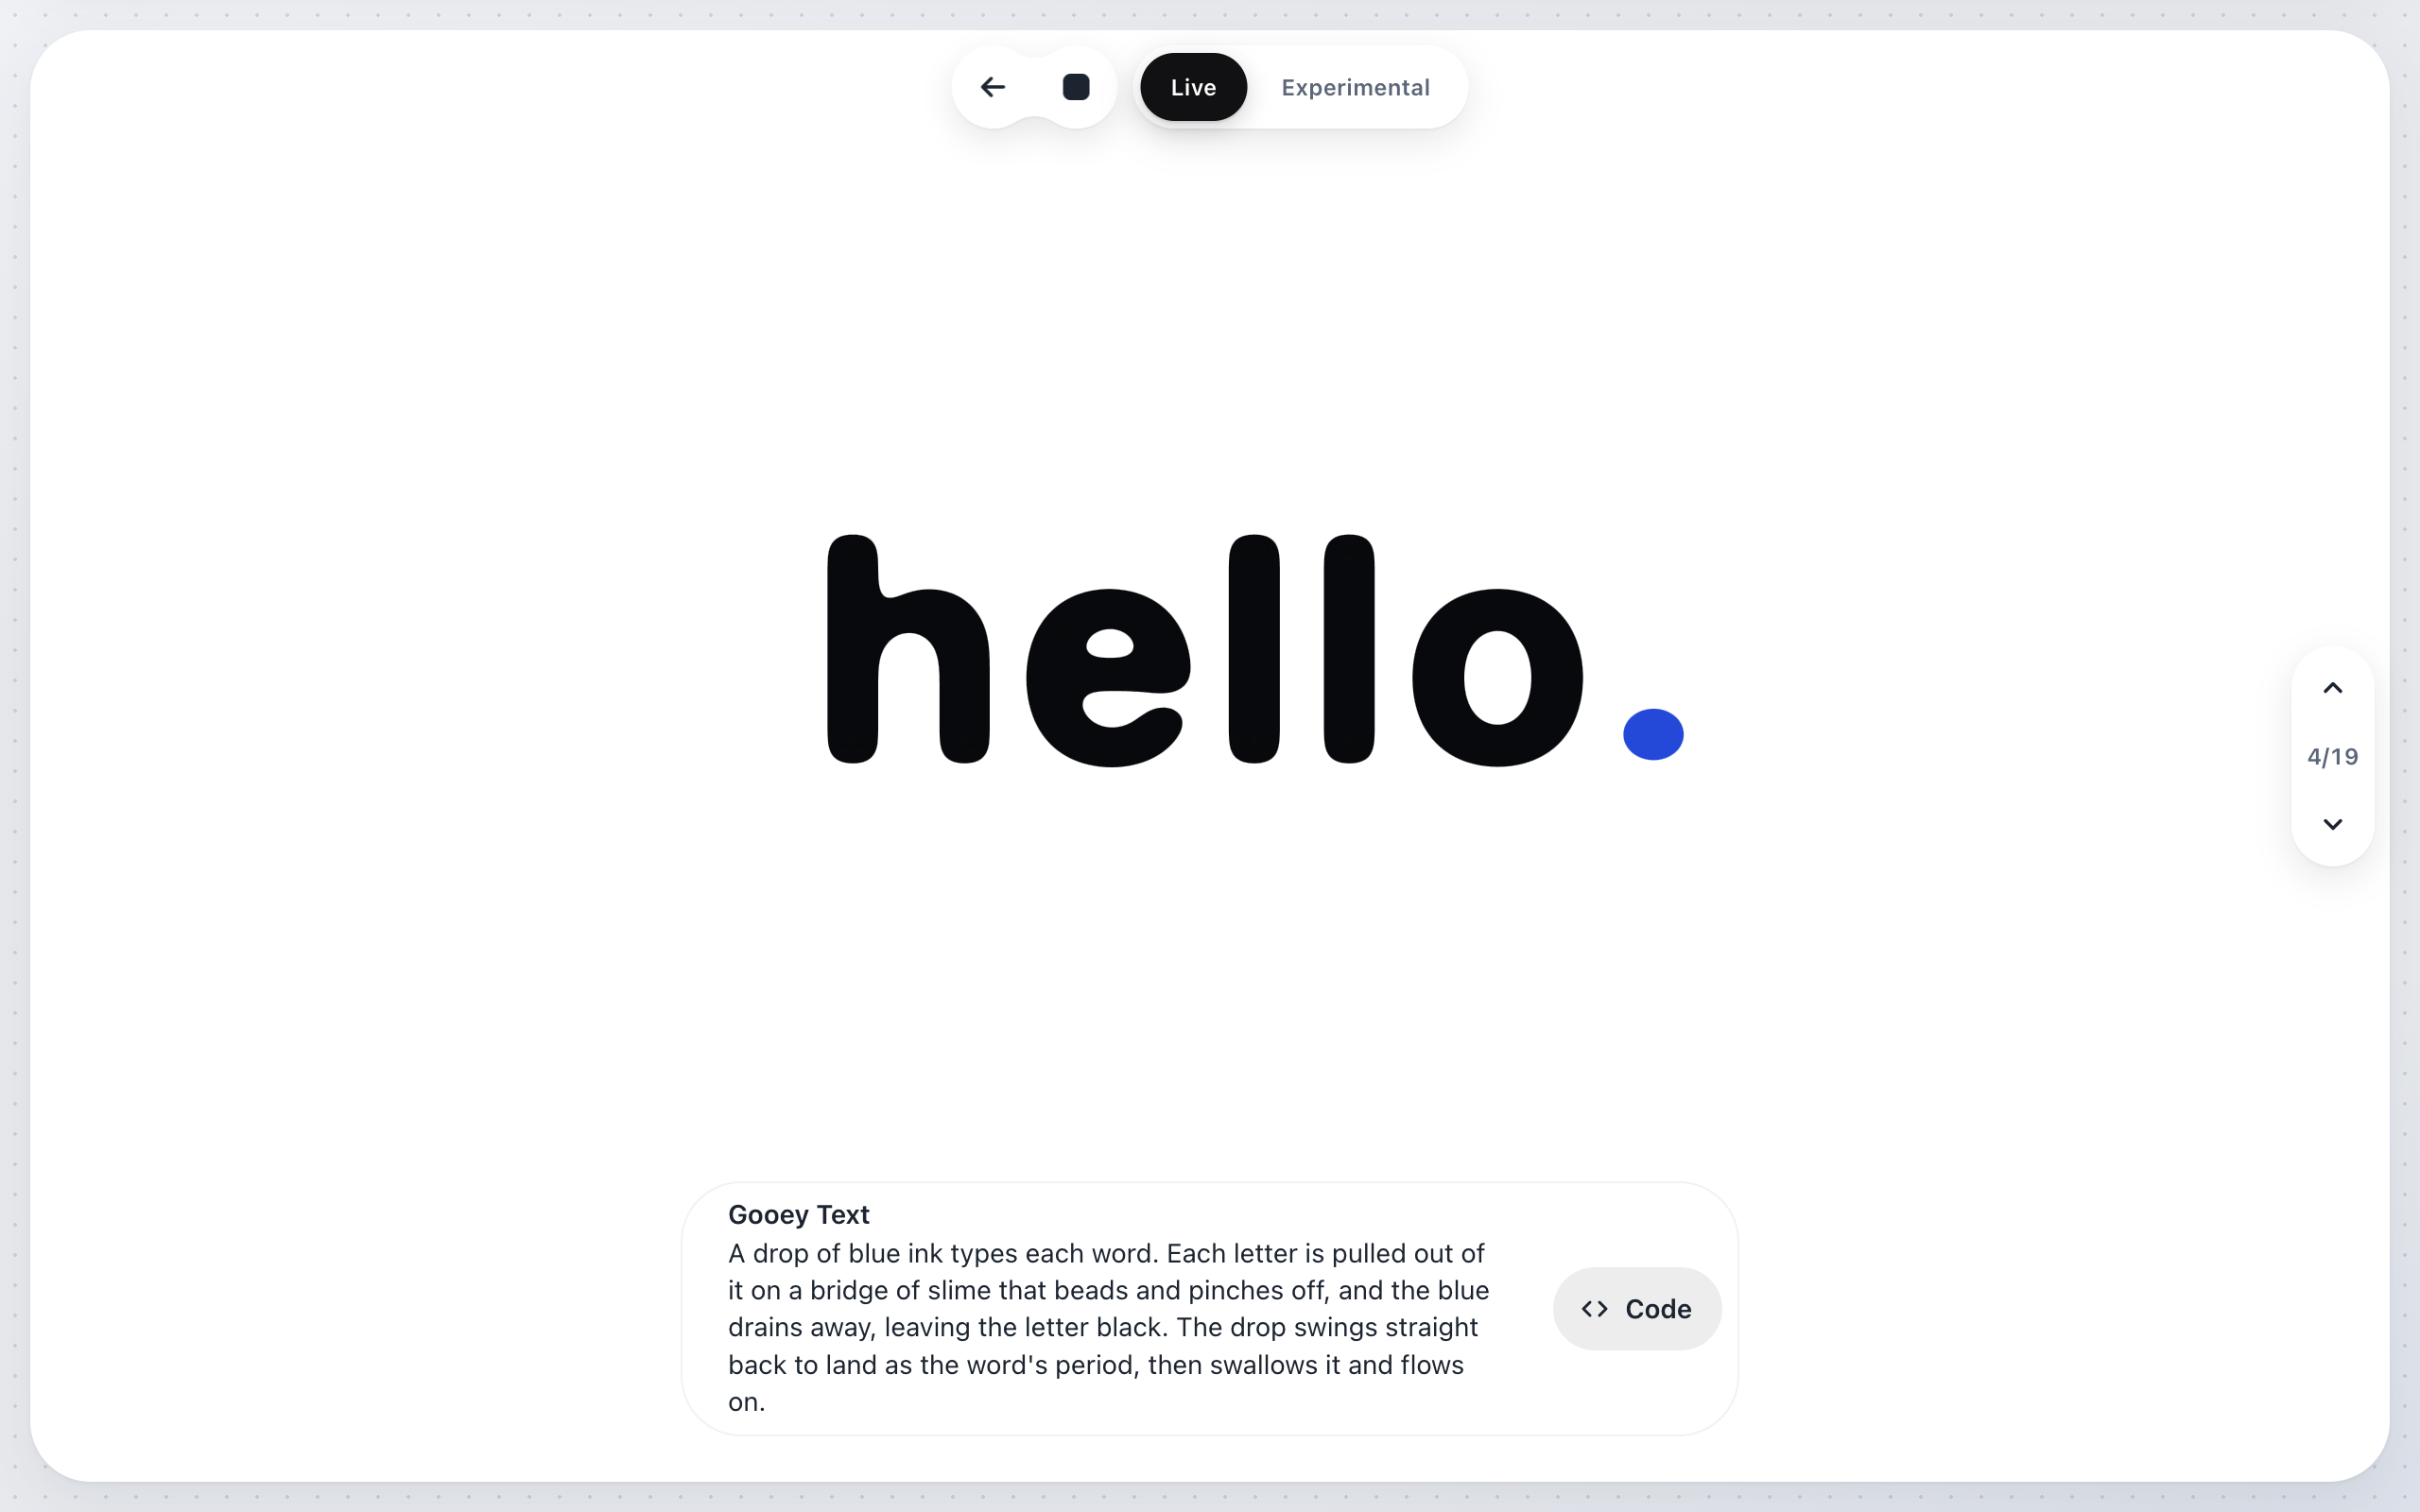 Live
Experimental
hello.
4/19
Gooey Text
A drop of blue ink types each word. Each letter is pulled out of
it on a bridge of slime that beads and pinches off, and the blue
drains away, leaving the letter black. The drop swings straight
back to land as the word's period, then swallows it and flows
on.
Code